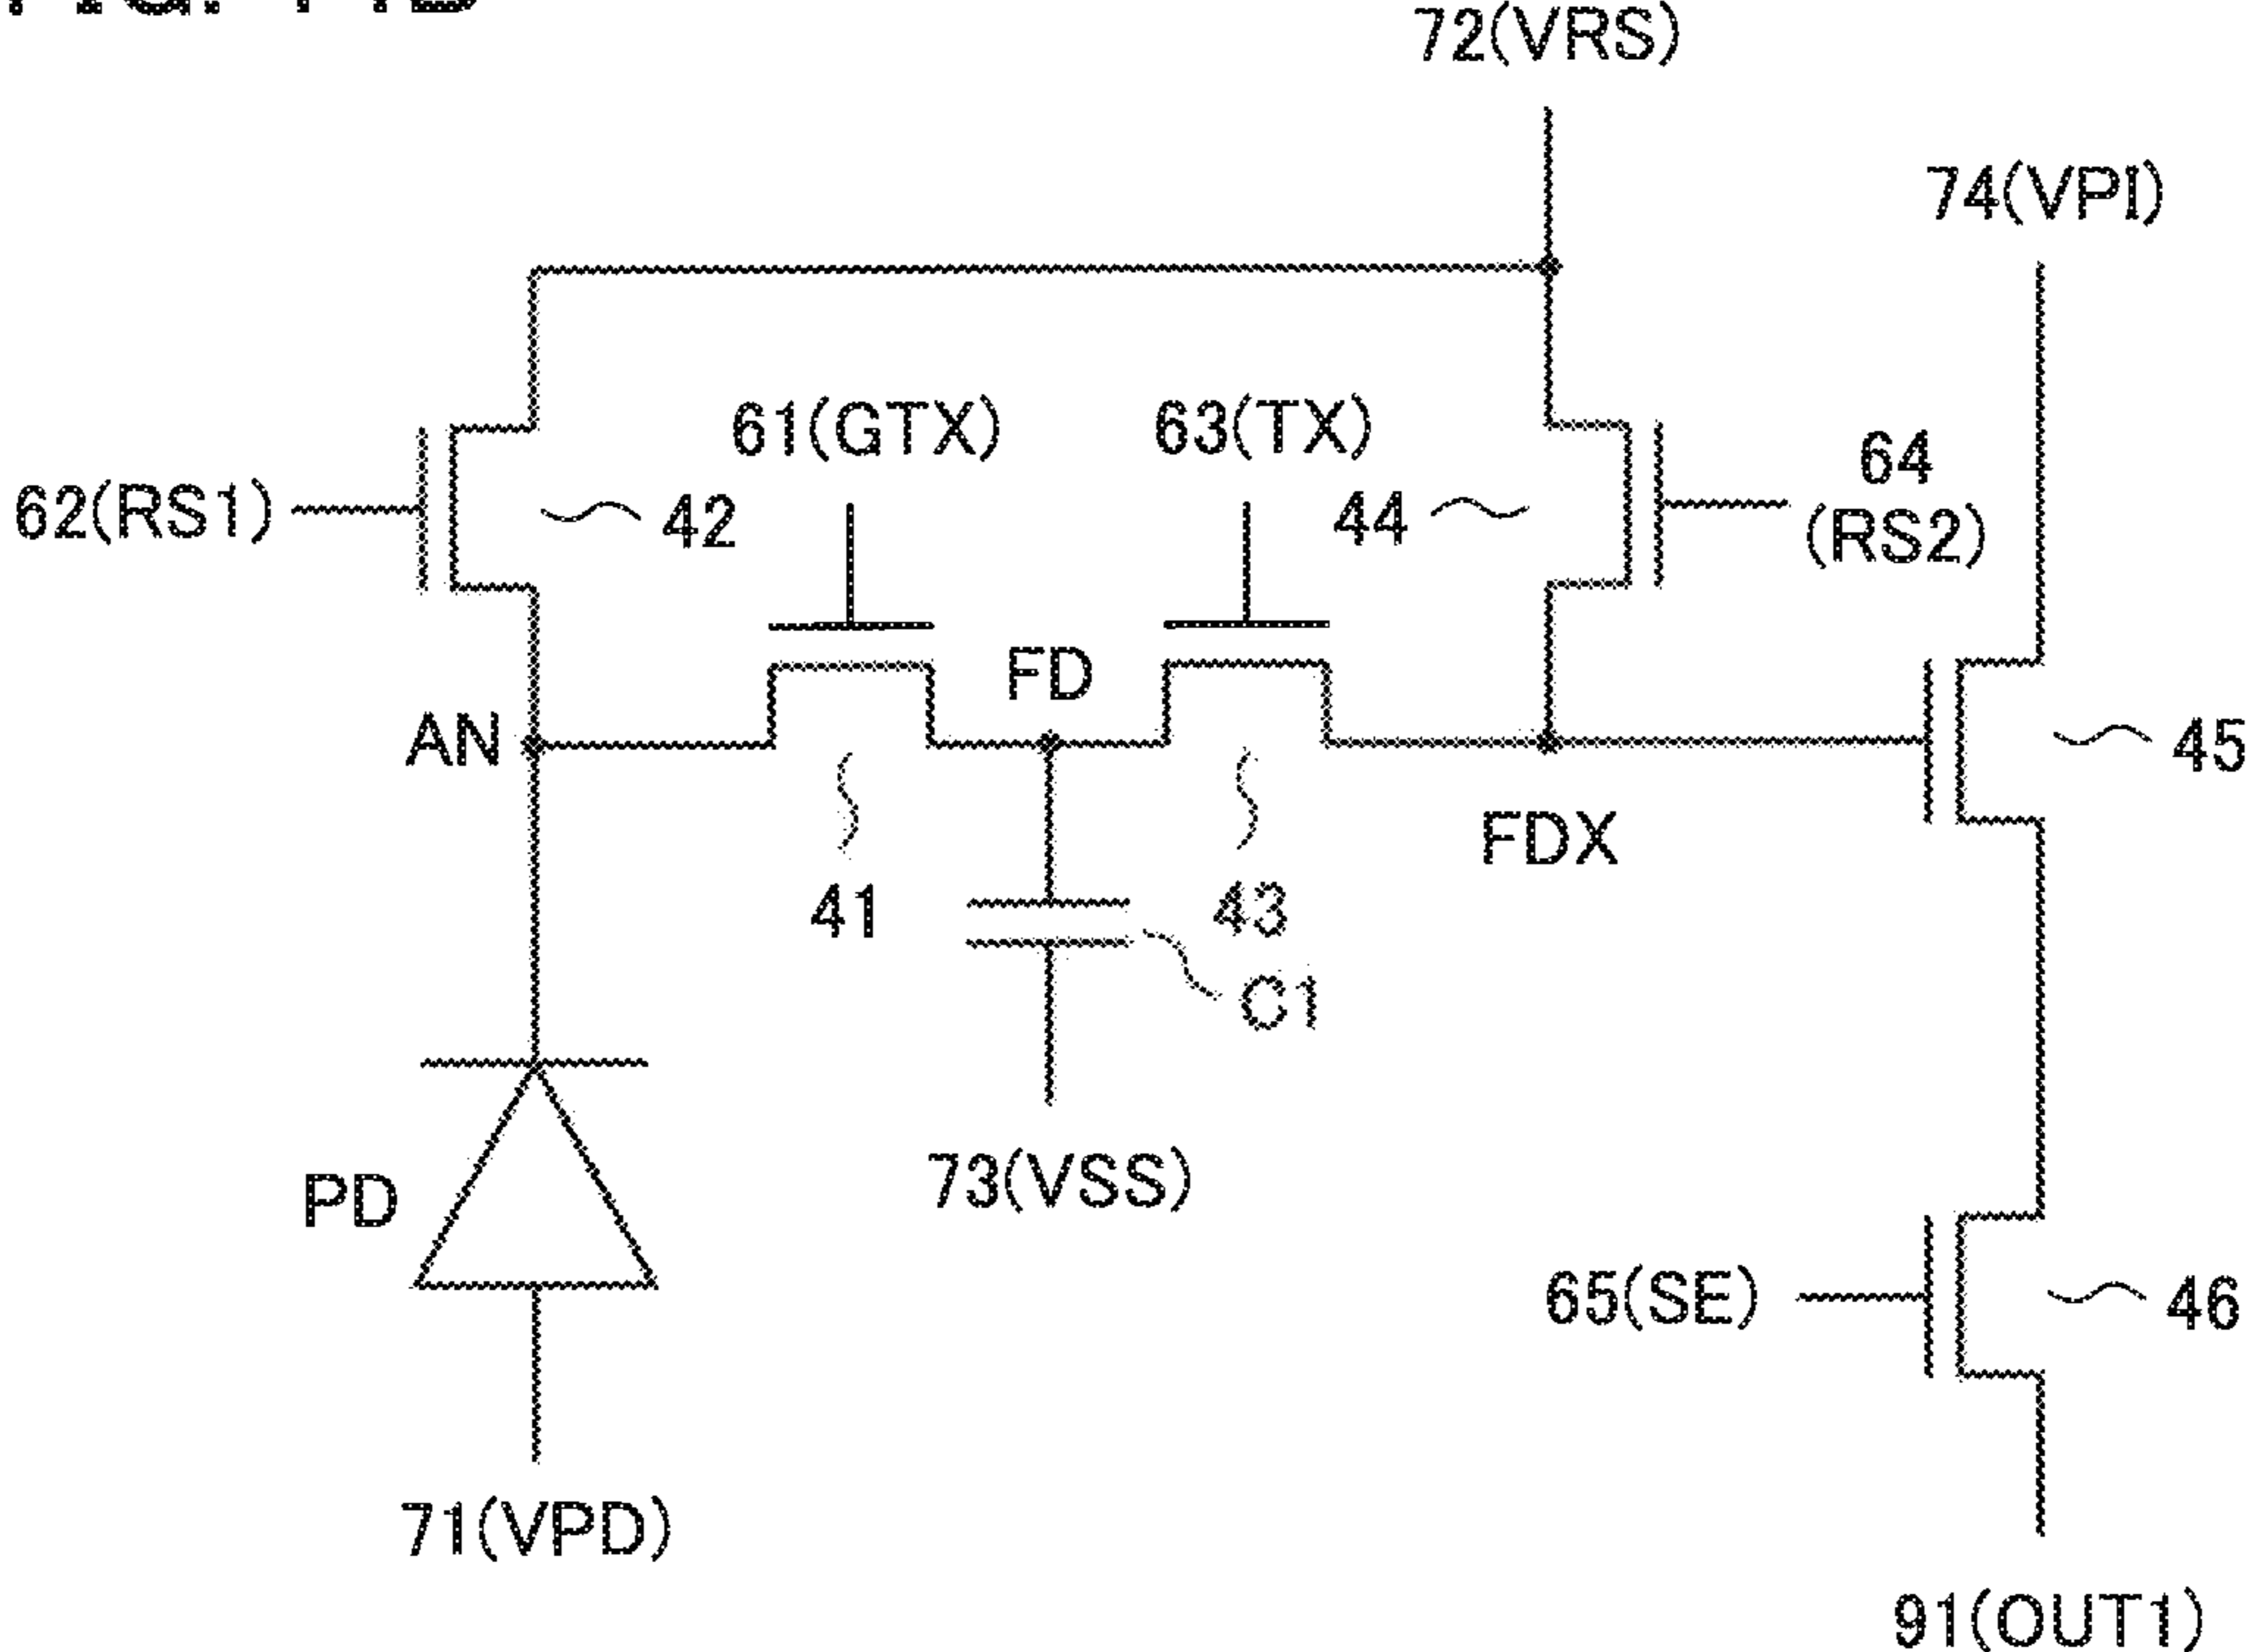 72(VRS)
74(VPI)
61(GTX)
63(TX)
62(RS1)
42
44
64
(RS2)
FD
AN
45
FDX
41
43
C1
PD
73(VSS)
65(SE)
46
71(VPD)
91(OUT1)